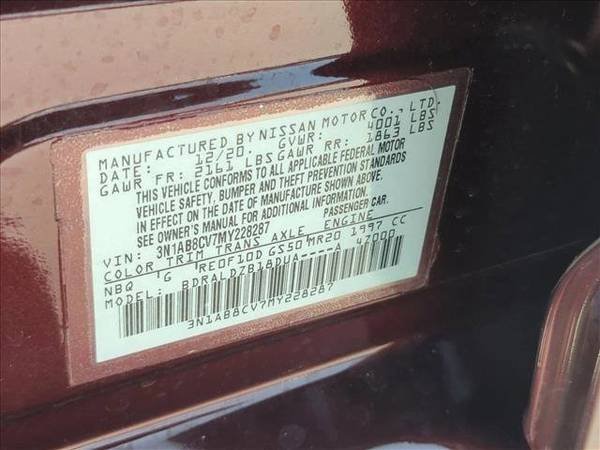 MANUFACTURED BY NISSAN MOTOR CO., LTD.
DATE: 12/20. GVWR: 4001 LBS
GAWR FR: 2161 LBS GAWR RR: 1863 LBS
THIS VEHICLE CONFORMS TO ALL APPLICABLE FEDERAL MOTOR
VEHICLE SAFETY, BUMPER AND THEFT PREVENTION STANDARDS
IN EFFECT ON THE DATE OF MANUFACTURE SHOWN ABOVE.
SEE OWNER'S MANUAL FOR ADDITIONAL INFORMATION.
VIN: 3N1AB8CV7MY228287 PASSENGER CAR.
COLOR TRIM TRANS AXLE ENGINE
NBQ 'G 'RE0F10D GS50'MR20 1997 CC
MODEL: BDRALDZB18DUA----A 47000
3N1AB8CV7MY228287